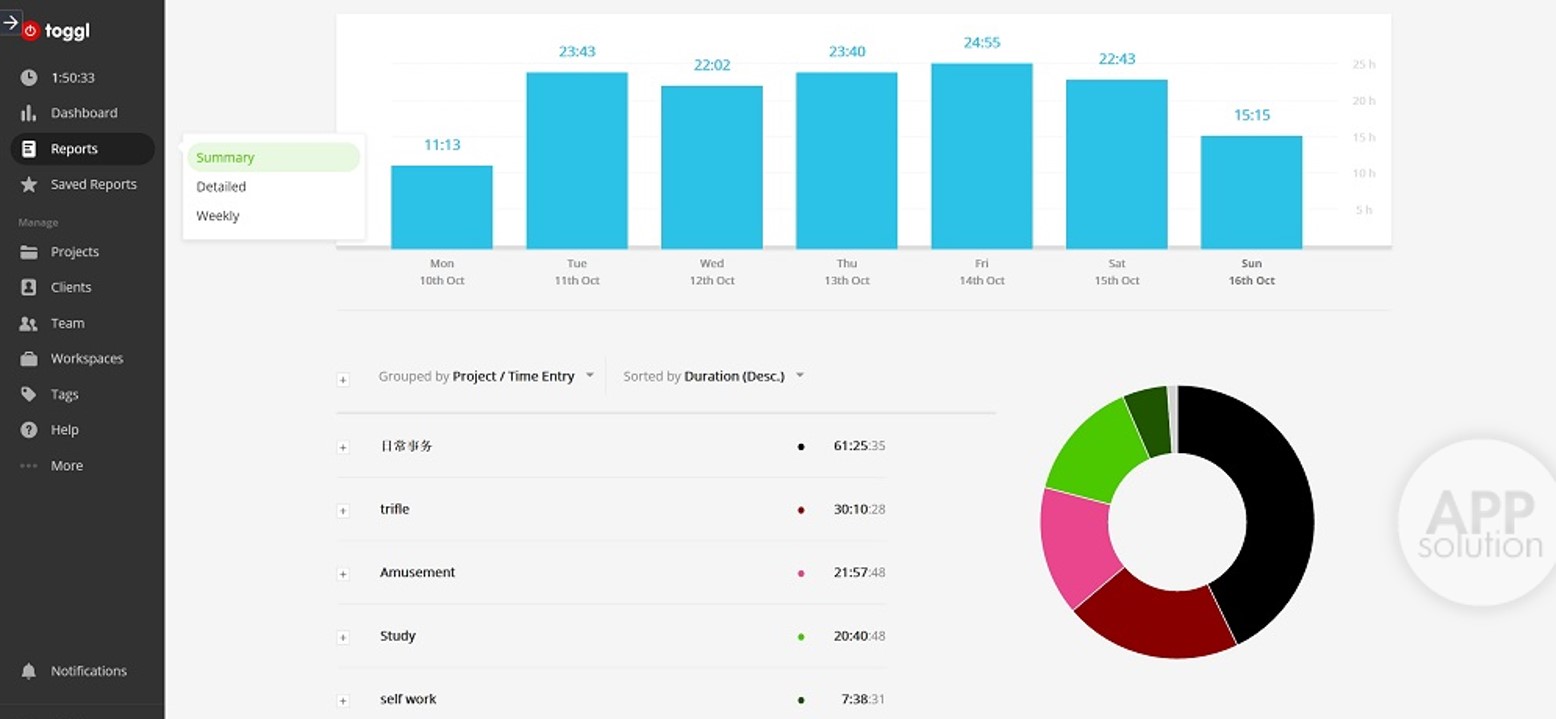 toggl
1:50:33
Dashboard
Reports
Saved Reports
Manage
Projects
Clients
Team
Workspaces
Tags
Help
More
Notifications
Summary
Detailed
Weekly
11:13
23:43
22:02
23:40
24:55
22:43
15:15
25 h
20 h
15 h
10 h
5 h
Mon
10th Oct
Tue
11th Oct
Wed
12th Oct
Thu
13th Oct
Fri
14th Oct
Sat
15th Oct
Sun
16th Oct
Grouped by Project / Time Entry
Sorted by Duration (Desc.)
日常事务 61:25:35
trifle 30:10:28
Amusement 21:57:48
Study 20:40:48
self work 7:38:31
APP
solution